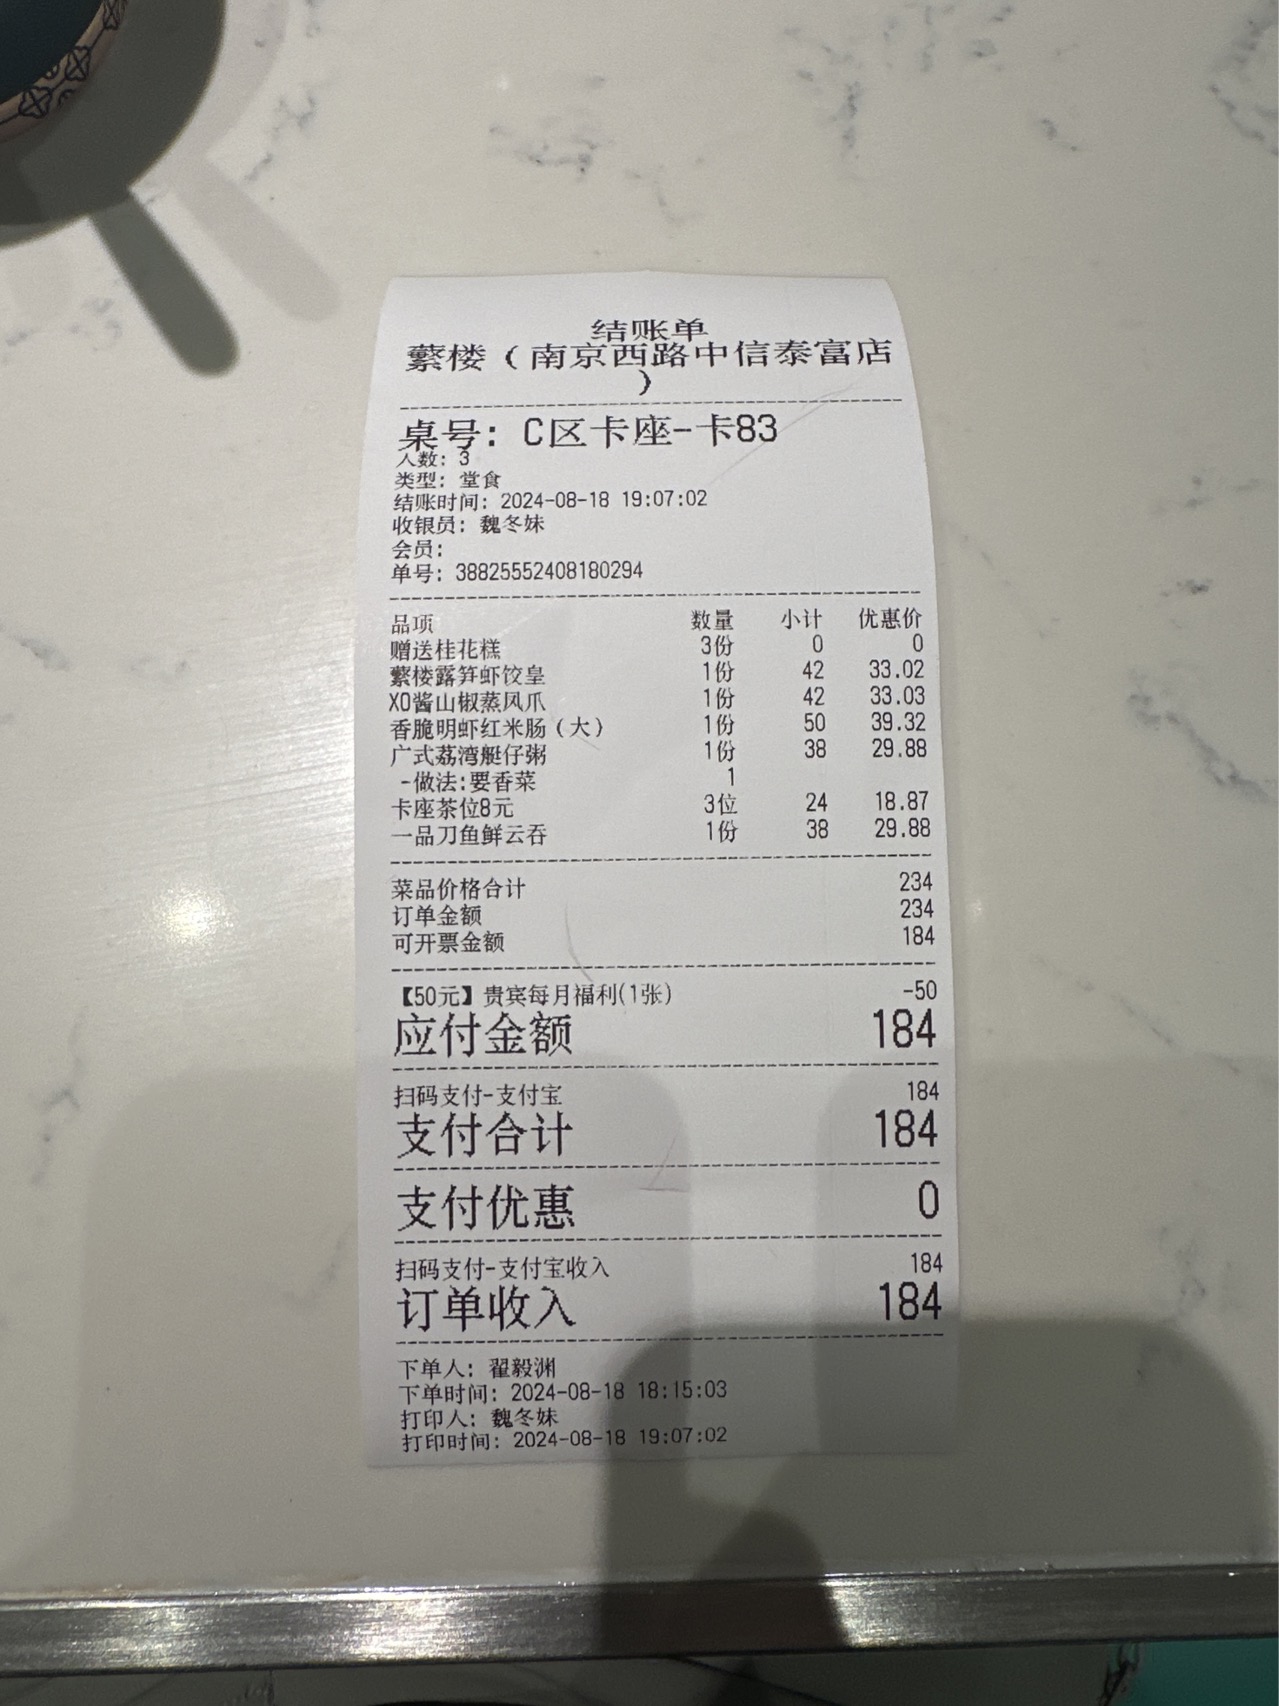 结账单
蘩楼（南京西路中信泰富店
）
桌号: C区卡座-卡83
人数: 3
类型: 堂食
结账时间: 2024-08-18 19:07:02
收银员: 魏冬妹
会员:
单号: 38825552408180294
品项 数量 小计 优惠价
赠送桂花糕 3份 0 0
蘩楼露笋虾饺皇 1份 42 33.02
XO酱山椒蒸凤爪 1份 42 33.03
香脆明虾红米肠（大） 1份 50 39.32
广式荔湾艇仔粥 1份 38 29.88
-做法:要香菜 1
卡座茶位8元 3位 24 18.87
一品刀鱼鲜云吞 1份 38 29.88
菜品价格合计 234
订单金额 234
可开票金额 184
【50元】贵宾每月福利(1张) -50
应付金额 184
扫码支付-支付宝 184
支付合计 184
支付优惠 0
扫码支付-支付宝收入 184
订单收入 184
下单人: 翟毅渊
下单时间: 2024-08-18 18:15:03
打印人: 魏冬妹
打印时间: 2024-08-18 19:07:02